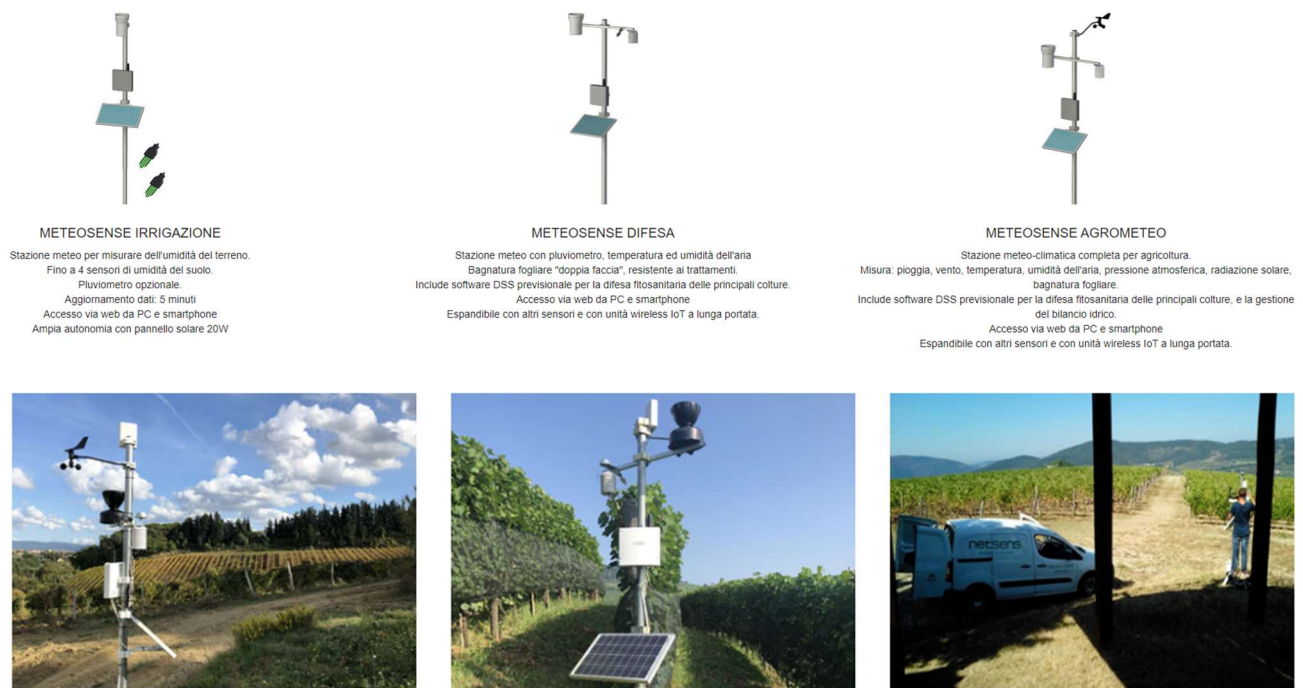 METEOSENSE IRRIGAZIONE
Stazione meteo per misurare dell'umidità del terreno.
Fino a 4 sensori di umidità del suolo.
Pluviometro opzionale.
Aggiornamento dati: 5 minuti
Accesso via web da PC e smartphone
Ampia autonomia con pannello solare 20W
METEOSENSE DIFESA
Stazione meteo con pluviometro, temperatura ed umidità dell'aria
Bagnatura fogliare "doppia faccia", resistente ai trattamenti.
Include software DSS previsionale per la difesa fitosanitaria delle principali colture.
Accesso via web da PC e smartphone
Espandibile con altri sensori e con unità wireless IoT a lunga portata.
METEOSENSE AGROMETEO
Stazione meteo-climatica completa per agricoltura.
Misura: pioggia, vento, temperatura, umidità dell'aria, pressione atmosferica, radiazione solare,
bagnatura fogliare.
Include software DSS previsionale per la difesa fitosanitaria delle principali colture, e la gestione
del bilancio idrico.
Accesso via web da PC e smartphone
Espandibile con altri sensori e con unità wireless IoT a lunga portata.
netsens